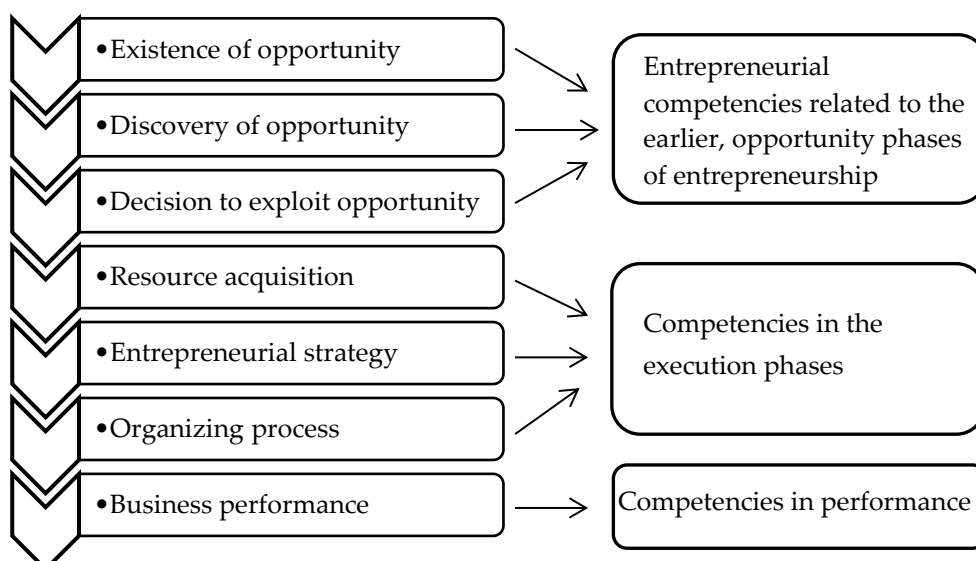 •Existence of opportunity
•Discovery of opportunity
•Decision to exploit opportunity
•Resource acquisition
•Entrepreneurial strategy
•Organizing process
•Business performance
Entrepreneurial
competencies related to the
earlier, opportunity phases
of entrepreneurship
Competencies in the
execution phases
Competencies in performance